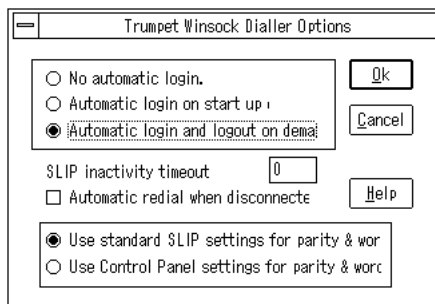 Trumpet Winsock Dialler Options
No automatic login.
Automatic login on start up
Automatic login and logout on dema
SLIP inactivity timeout 0
Automatic redial when disconnecte
Use standard SLIP settings for parity & wor
Use Control Panel settings for parity & word
Ok
Cancel
Help